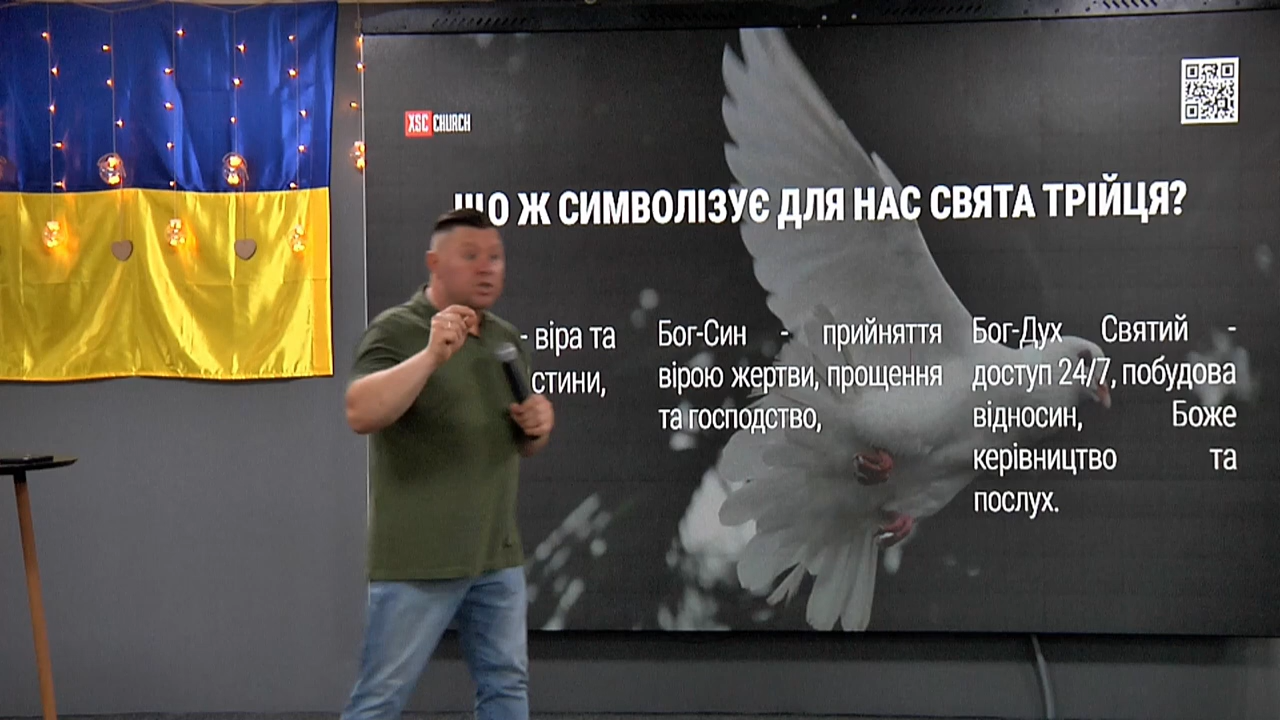 XSC CHURCH
ЩО Ж СИМВОЛІЗУЄ ДЛЯ НАС СВЯТА ТРІЙЦЯ?
- віра та
стини,
Бог-Син - прийняття
вірою жертви, прощення
та господство,
Бог-Дух Святий -
доступ 24/7, побудова
відносин, Боже
керівництво та
послух.